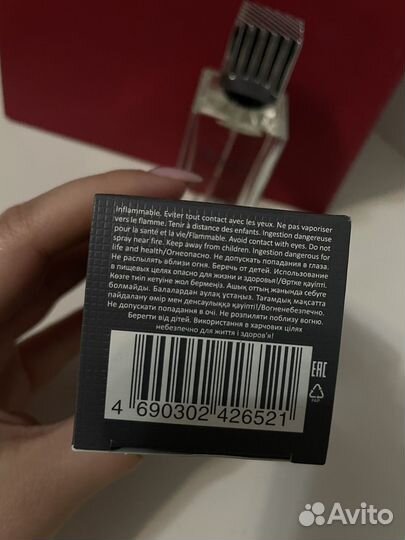 Inflammable. Éviter tout contact avec les yeux. Ne pas vaporiser
vers le flamme. Tenir à distance des enfants. Ingestion dangereuse
pour la santé et la vie/Flammable. Avoid contact with eyes. Do not
spray near fire. Keep away from children. Ingestion dangerous for
life and health/Огнеопасно. Не допускать попадания в глаза.
Не распылять вблизи огня. Беречь от детей. Использование
в пищевых целях опасно для жизни и здоровья!/Өртке қауіпті.
Көзге тиіп кетуіне жол бермеңіз. Ашық оттың жанында себуге
болмайды. Балалардан аулақ ұстаңыз. Тағамдық мақсатта
пайдалану өмір мен денсаулыққа қауіпті!/Вогненебезпечно.
Не допускати попадання в очі. Не розпиляти поблизу вогню.
Берегти від дітей. Використання в харчових цілях
небезпечно для життя і здоров'я!
4 690302 426521
EAC
PAP
Avito